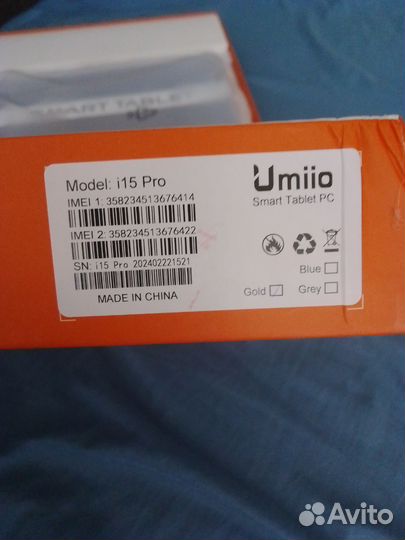 SMART TABLE
Model: i15 Pro
IMEI 1: 358234513676414
IMEI 2: 358234513676422
SN: i15 Pro 202402221521
MADE IN CHINA
Umiio
Smart Tablet PC
Blue
Gold
Grey
Avito